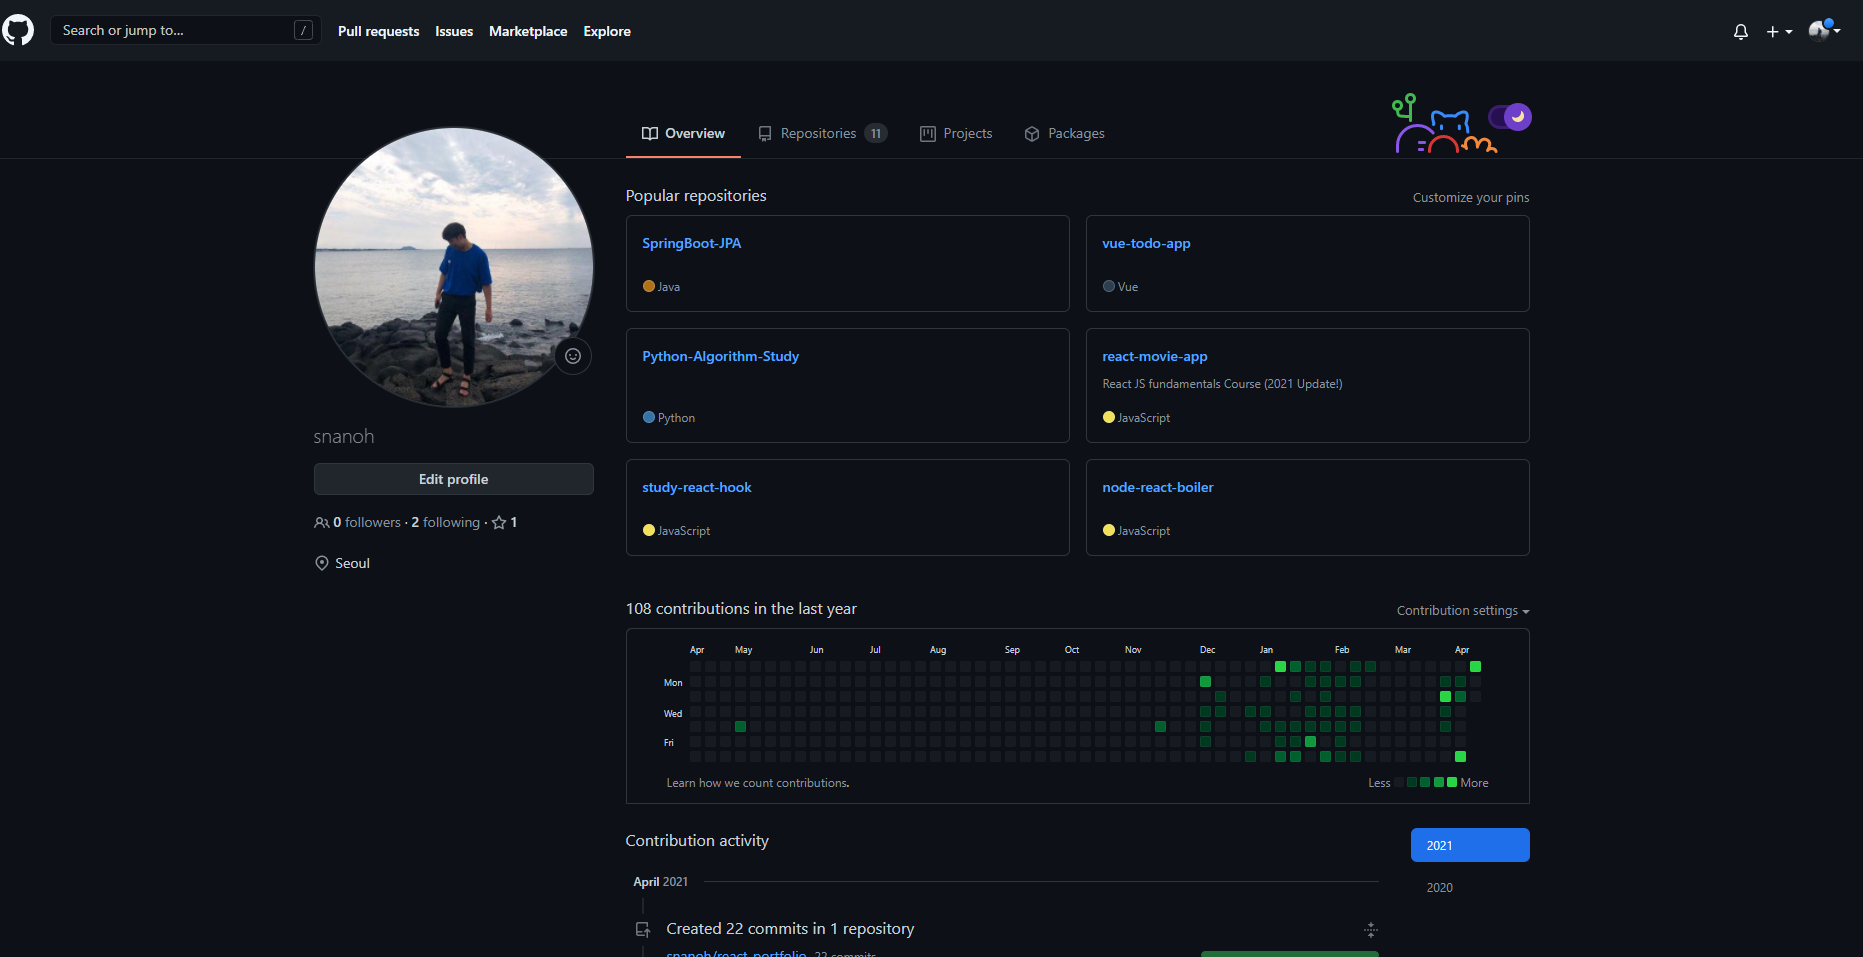 Search or jump to... /
Pull requests Issues Marketplace Explore
Overview Repositories 11 Projects Packages
snanoh
Edit profile
0 followers · 2 following · 1
Seoul
Popular repositories Customize your pins
SpringBoot-JPA
Java
vue-todo-app
Vue
Python-Algorithm-Study
Python
react-movie-app
React JS fundamentals Course (2021 Update!)
JavaScript
study-react-hook
JavaScript
node-react-boiler
JavaScript
108 contributions in the last year Contribution settings
Apr May Jun Jul Aug Sep Oct Nov Dec Jan Feb Mar Apr
Mon
Wed
Fri
Learn how we count contributions. Less More
Contribution activity
2021
2020
April 2021
Created 22 commits in 1 repository
snanoh/react-portfolio 22 commits